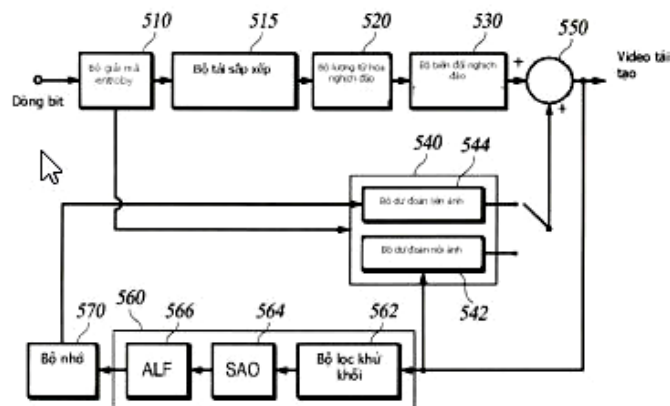 510
515
520
530
550
Bộ giải mã
entroby
Bộ tái sắp xếp
Bộ lượng tử hóa
nghịch đảo
Bộ biến đổi nghịch
đảo
+
+
Video tái
tạo
Dòng bit
540
544
Bộ dự đoán liên ảnh
Bộ dự đoán nội ảnh
542
570
560
566
564
562
Bộ nhớ
ALF
SAO
Bộ lọc khử
khối